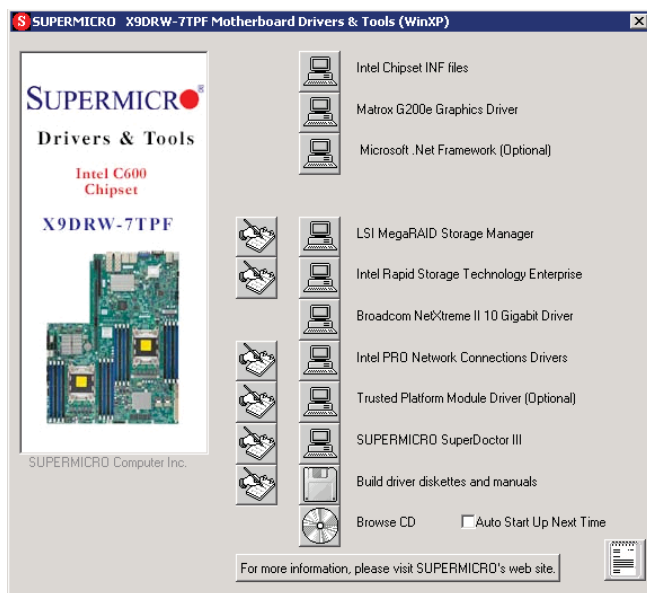 S SUPERMICRO X9DRW-7TPF Motherboard Drivers & Tools (WinXP)
SUPERMICRO®
Drivers & Tools
Intel C600
Chipset
X9DRW-7TPF
SUPERMICRO Computer Inc.
Intel Chipset INF files
Matrox G200e Graphics Driver
Microsoft .Net Framework (Optional)
LSI MegaRAID Storage Manager
Intel Rapid Storage Technology Enterprise
Broadcom NetXtreme II 10 Gigabit Driver
Intel PRO Network Connections Drivers
Trusted Platform Module Driver (Optional)
SUPERMICRO SuperDoctor III
Build driver diskettes and manuals
Browse CD
Auto Start Up Next Time
For more information, please visit SUPERMICRO's web site.